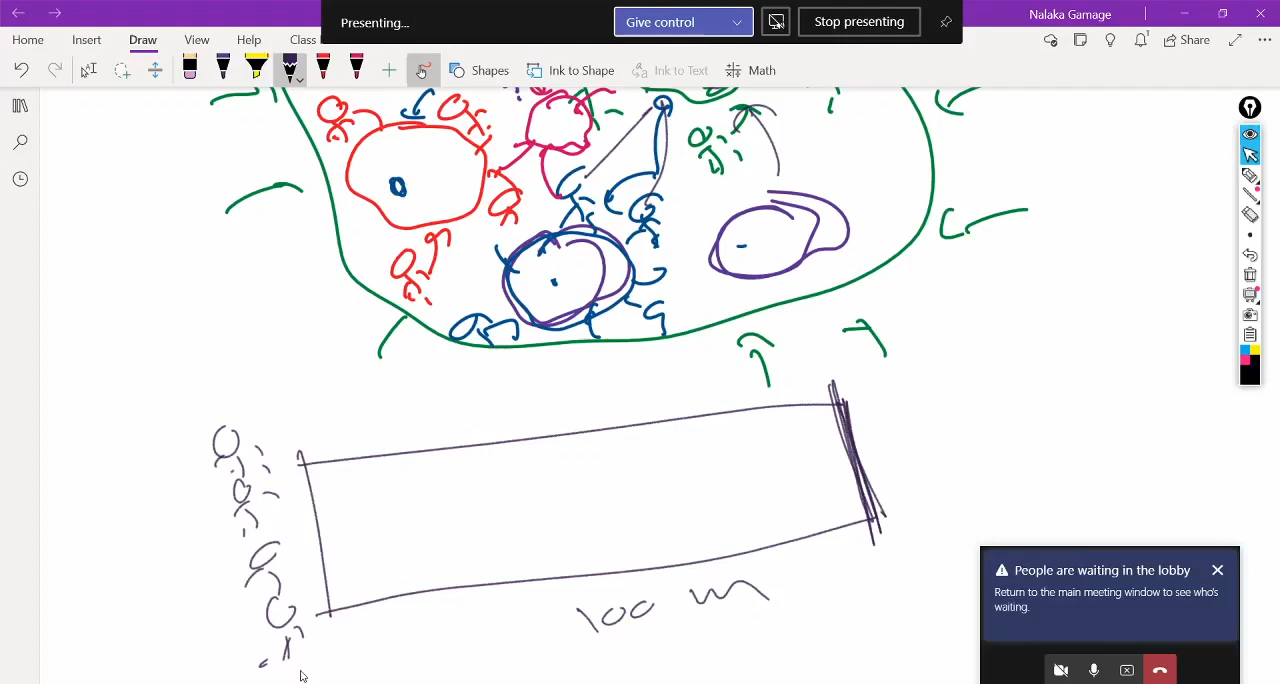 Presenting...
Give control
Stop presenting
Nalaka Gamage
Home Insert Draw View Help Class
Share
Shapes
Ink to Shape
Ink to Text
Math
100 m
People are waiting in the lobby
Return to the main meeting window to see who's
waiting.